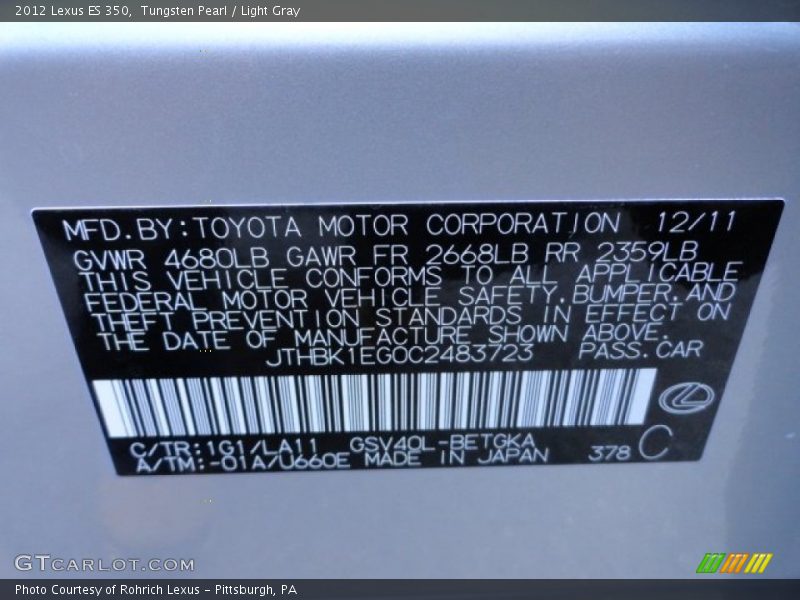 2012 Lexus ES 350, Tungsten Pearl / Light Gray
MFD.BY:TOYOTA MOTOR CORPORATION 12/11
GVWR 4680LB GAWR FR 2668LB RR 2359LB
THIS VEHICLE CONFORMS TO ALL APPLICABLE
FEDERAL MOTOR VEHICLE SAFETY,BUMPER,AND
THEFT PREVENTION STANDARDS IN EFFECT ON
THE DATE OF MANUFACTURE SHOWN ABOVE.
JTHBK1EG0C2483723 PASS.CAR
C/TR:1G1/LA11 GSV40L-BETGKA
A/TM:-01A/U660E MADE IN JAPAN 378 C
GTCARLOT.COM
Photo Courtesy of Rohrich Lexus - Pittsburgh, PA